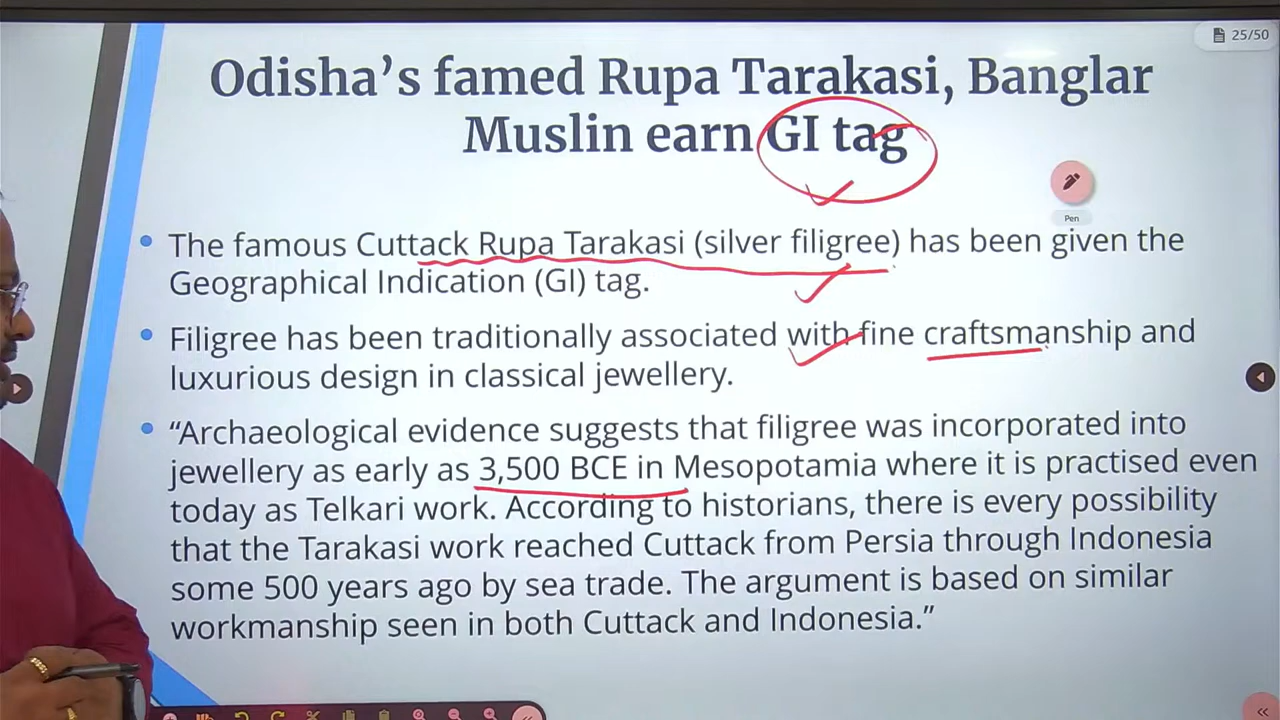 25/50
Odisha’s famed Rupa Tarakasi, Banglar
Muslin earn GI tag
Pen
• The famous Cuttack Rupa Tarakasi (silver filigree) has been given the
Geographical Indication (GI) tag.
• Filigree has been traditionally associated with fine craftsmanship and
luxurious design in classical jewellery.
• “Archaeological evidence suggests that filigree was incorporated into
jewellery as early as 3,500 BCE in Mesopotamia where it is practised even
today as Telkari work. According to historians, there is every possibility
that the Tarakasi work reached Cuttack from Persia through Indonesia
some 500 years ago by sea trade. The argument is based on similar
workmanship seen in both Cuttack and Indonesia.”